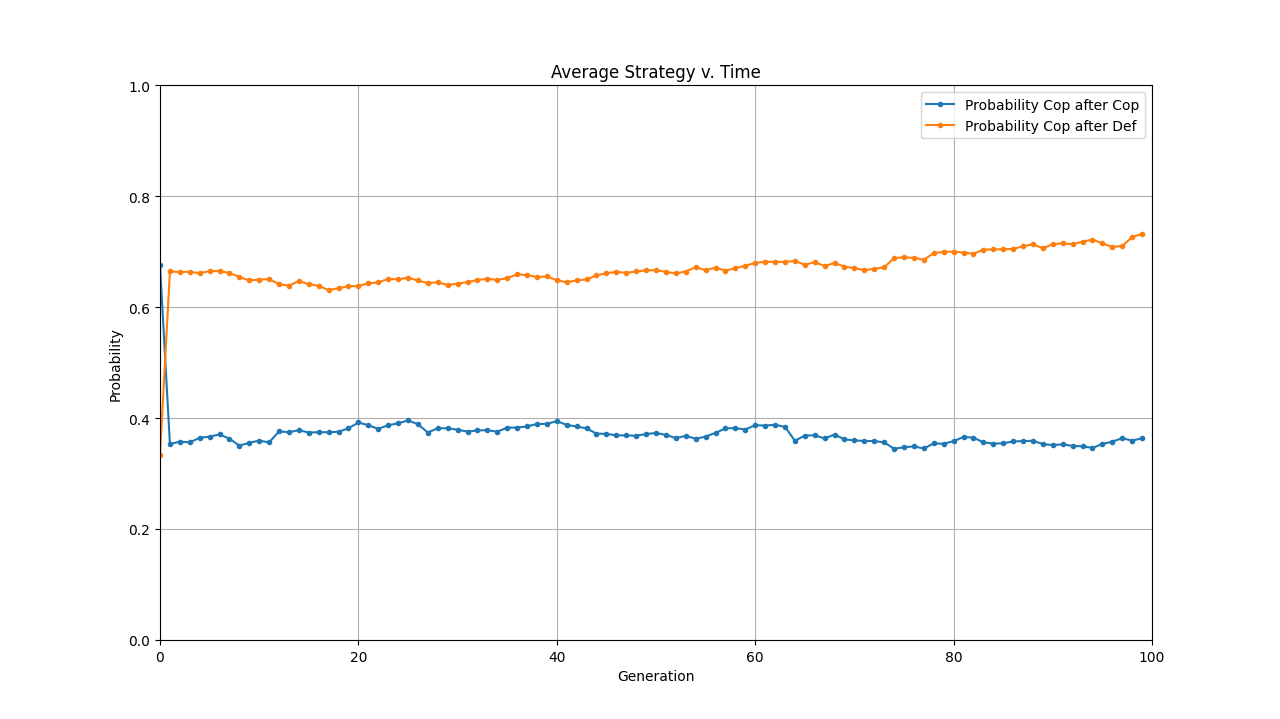 Average Strategy v. Time
Probability Cop after Cop
Probability Cop after Def
1.0
0.8
0.6
0.4
0.2
0.0
Probability
0 20 40 60 80 100
Generation